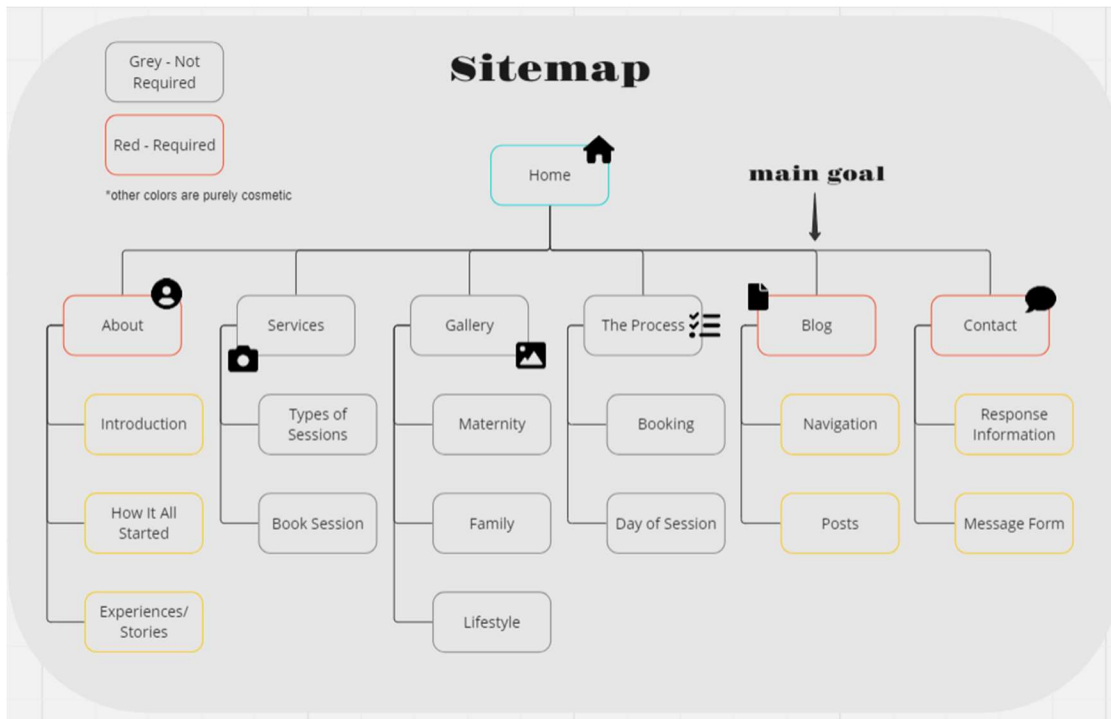 Grey - Not
Required
Sitemap
Red - Required
*other colors are purely cosmetic
Home
main goal
About
Services
Gallery
The Process
Blog
Contact
Introduction
Types of
Sessions
Maternity
Booking
Navigation
Response
Information
How It All
Started
Book Session
Family
Day of Session
Posts
Message Form
Experiences/
Stories
Lifestyle